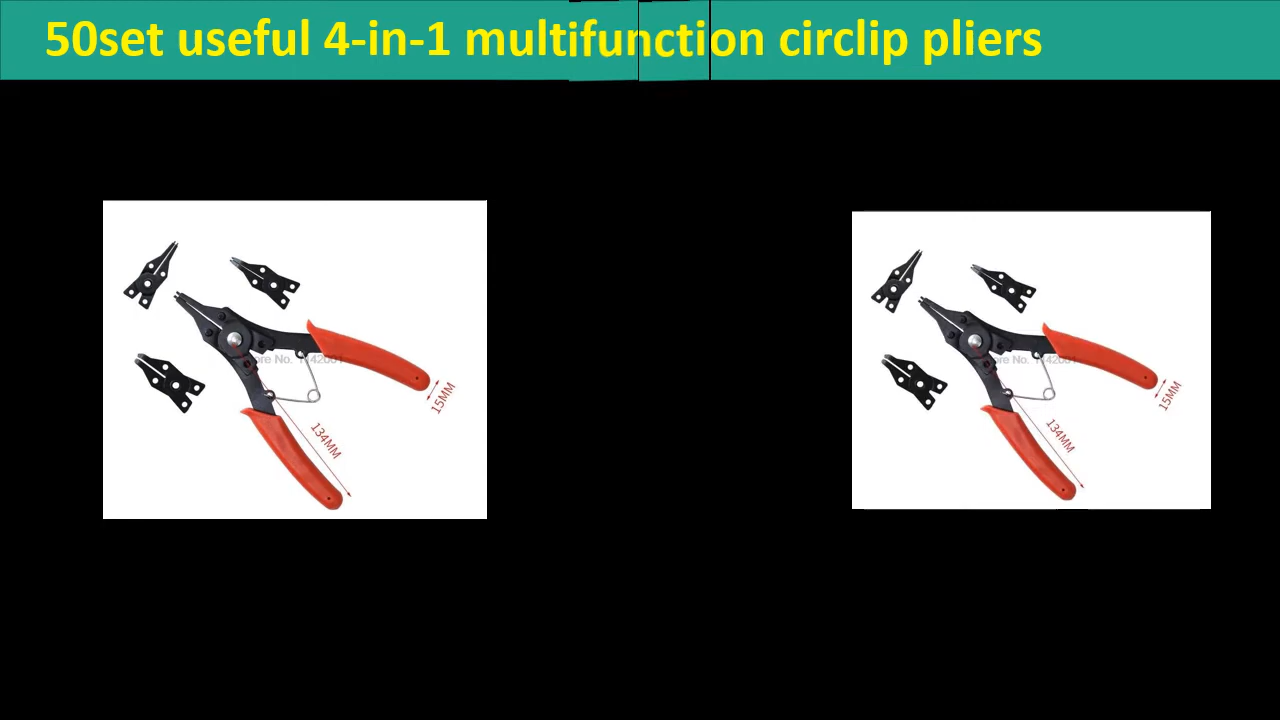 50set useful 4-in-1 multifunction circlip pliers
15MM
134MM
15MM
134MM